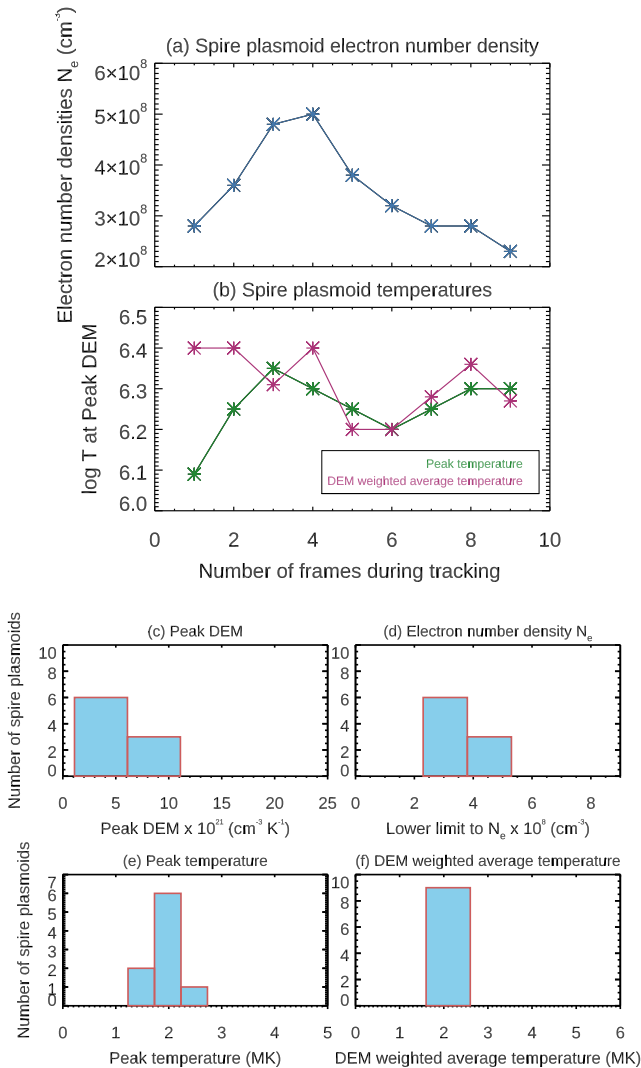 (a) Spire plasmoid electron number density
Electron number densities Nₑ (cm⁻³)
6×10⁸
5×10⁸
4×10⁸
3×10⁸
2×10⁸
(b) Spire plasmoid temperatures
log T at Peak DEM
6.5
6.4
6.3
6.2
6.1
6.0
Peak temperature
DEM weighted average temperature
0 2 4 6 8 10
Number of frames during tracking
(c) Peak DEM
Number of spire plasmoids
10
8
6
4
2
0
0 5 10 15 20 25
Peak DEM x 10²¹ (cm⁻³ K⁻¹)
(d) Electron number density Nₑ
10
8
6
4
2
0
0 2 4 6 8
Lower limit to Nₑ x 10⁸ (cm⁻³)
(e) Peak temperature
Number of spire plasmoids
7
6
5
4
3
2
1
0
0 1 2 3 4 5
Peak temperature (MK)
(f) DEM weighted average temperature
10
8
6
4
2
0
0 1 2 3 4 5 6
DEM weighted average temperature (MK)